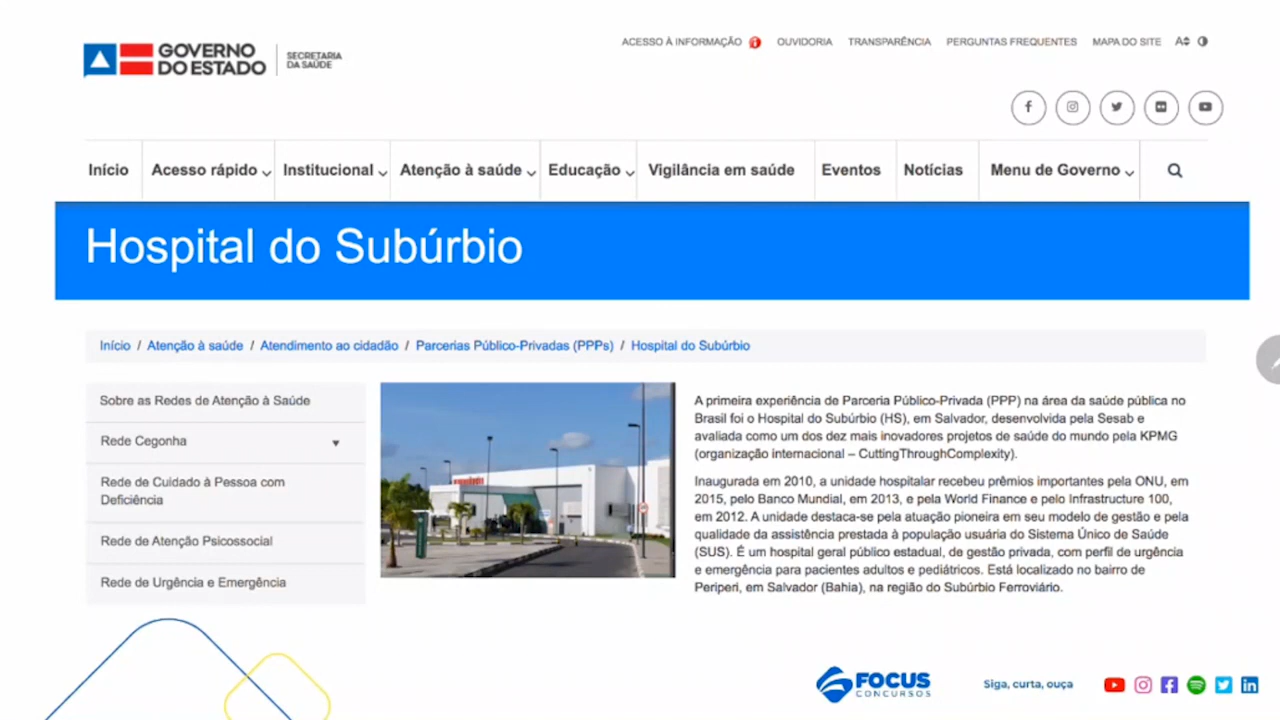 GOVERNO
DO ESTADO
SECRETARIA
DA SAÚDE
ACESSO À INFORMAÇÃO
OUVIDORIA
TRANSPARÊNCIA
PERGUNTAS FREQUENTES
MAPA DO SITE
A
Início
Acesso rápido
Institucional
Atenção à saúde
Educação
Vigilância em saúde
Eventos
Notícias
Menu de Governo
Hospital do Subúrbio
Início / Atenção à saúde / Atendimento ao cidadão / Parcerias Público-Privadas (PPPs) / Hospital do Subúrbio
Sobre as Redes de Atenção à Saúde
Rede Cegonha
Rede de Cuidado à Pessoa com
Deficiência
Rede de Atenção Psicossocial
Rede de Urgência e Emergência
A primeira experiência de Parceria Público-Privada (PPP) na área da saúde pública no
Brasil foi o Hospital do Subúrbio (HS), em Salvador, desenvolvida pela Sesab e
avaliada como um dos dez mais inovadores projetos de saúde do mundo pela KPMG
(organização internacional – CuttingThroughComplexity).
Inaugurada em 2010, a unidade hospitalar recebeu prêmios importantes pela ONU, em
2015, pelo Banco Mundial, em 2013, e pela World Finance e pelo Infrastructure 100,
em 2012. A unidade destaca-se pela atuação pioneira em seu modelo de gestão e pela
qualidade da assistência prestada à população usuária do Sistema Único de Saúde
(SUS). É um hospital geral público estadual, de gestão privada, com perfil de urgência
e emergência para pacientes adultos e pediátricos. Está localizado no bairro de
Periperi, em Salvador (Bahia), na região do Subúrbio Ferroviário.
FOCUS
CONCURSOS
Siga, curta, ouça